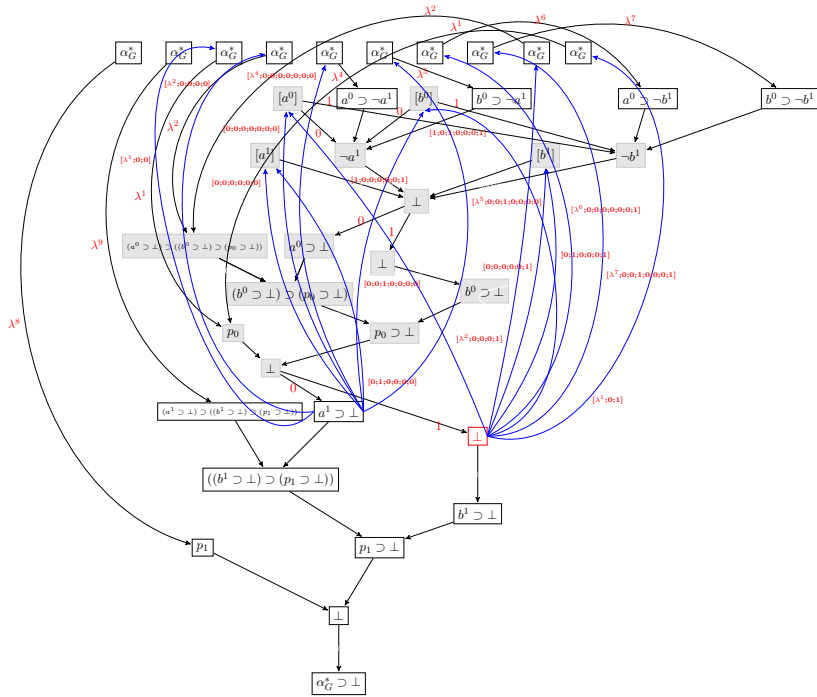 λ²
λ¹
λ⁶
λ⁷
α*_G
α*_G
α*_G
α*_G
α*_G
α*_G
α*_G
α*_G
α*_G
α*_G
[λ²;0;0;0;0]
[λ⁴;0;0;0;0;0;0;0]
λ⁴
λ³
[a⁰]
1
a⁰ ⊃ ¬a¹
[b⁰]
1
b⁰ ⊃ ¬a¹
a⁰ ⊃ ¬b¹
b⁰ ⊃ ¬b¹
0
λ²
[0;0;0;0;0;0;0]
0
[λ¹;0;0]
[a¹]
¬a¹
[b¹]
¬b¹
[0;0;0;0;0;0]
λ¹
⊥
0
1
λ⁹
(a⁰ ⊃ ⊥) ⊃ ((b⁰ ⊃ ⊥) ⊃ (p₀ ⊃ ⊥))
a⁰ ⊃ ⊥
⊥
[λ⁵;0;0;1;0;0;0;0]
[λ⁶;0;0;0;0;0;0;1]
[0;1;0;0;0;1]
[0;0;0;0;0;1]
[λ⁷;0;0;1;0;0;0;1]
[0;0;1;0;0;0;0]
(b⁰ ⊃ ⊥) ⊃ (p₀ ⊃ ⊥)
b⁰ ⊃ ⊥
λ⁸
p₀
p₀ ⊃ ⊥
[λ²;0;0;0;1]
⊥
0
[0;1;0;0;0;0]
[λ¹;0;1]
(a¹ ⊃ ⊥) ⊃ ((b¹ ⊃ ⊥) ⊃ (p₁ ⊃ ⊥))
a¹ ⊃ ⊥
1
⊥
((b¹ ⊃ ⊥) ⊃ (p₁ ⊃ ⊥))
b¹ ⊃ ⊥
p₁
p₁ ⊃ ⊥
⊥
α*_G ⊃ ⊥